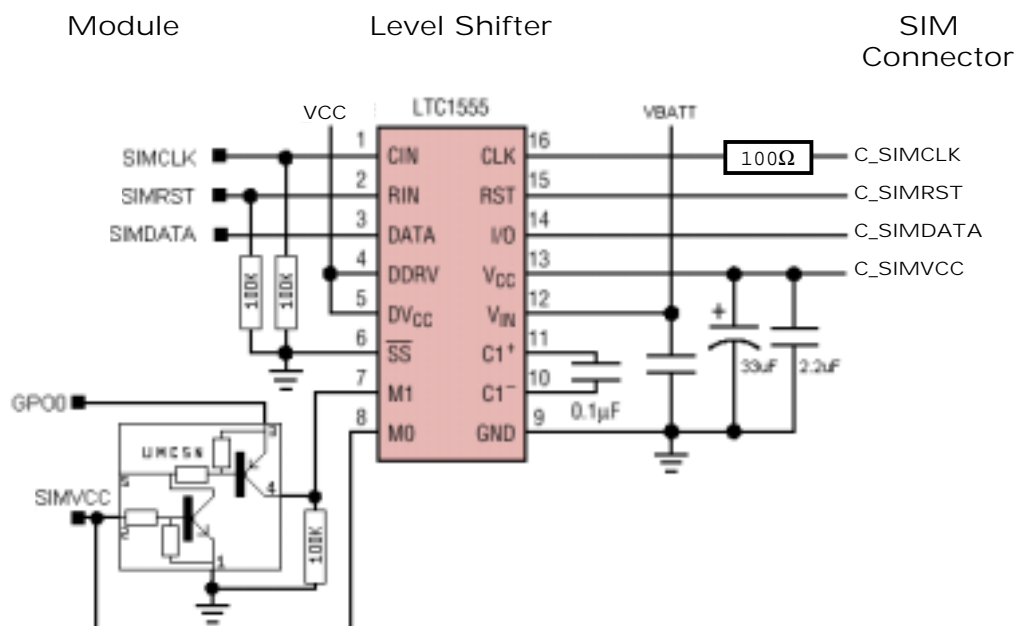 Module
Level Shifter
SIM
Connector
LTC1555
VCC
VBATT
SIMCLK
1
CIN
CLK
16
100Ω
C_SIMCLK
SIMRST
2
RIN
RST
15
C_SIMRST
SIMDATA
3
DATA
I/O
14
C_SIMDATA
4
DDRV
VCC
13
C_SIMVCC
5
DVCC
VIN
12
100K
100K
6
SS
C1+
11
33uF
2.2uF
7
M1
C1−
10
0.1µF
GPO0
8
M0
GND
9
UMC5N
4
SIMVCC
100K
1